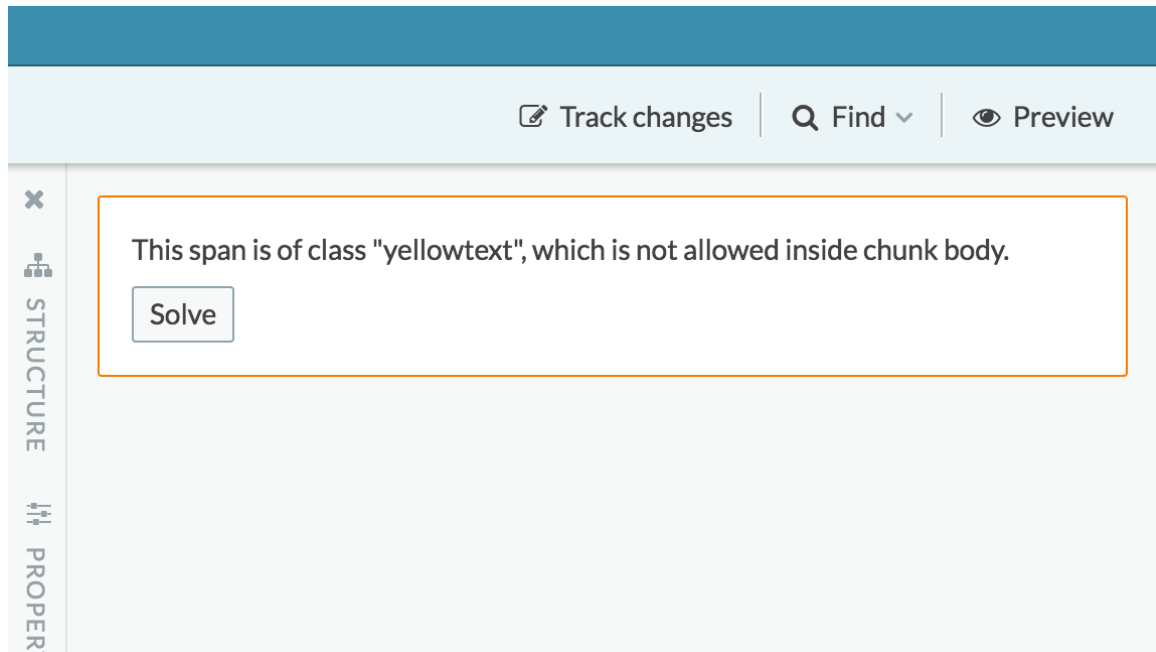 Track changes
Find
Preview
This span is of class "yellowtext", which is not allowed inside chunk body.
Solve
STRUCTURE
PROPER